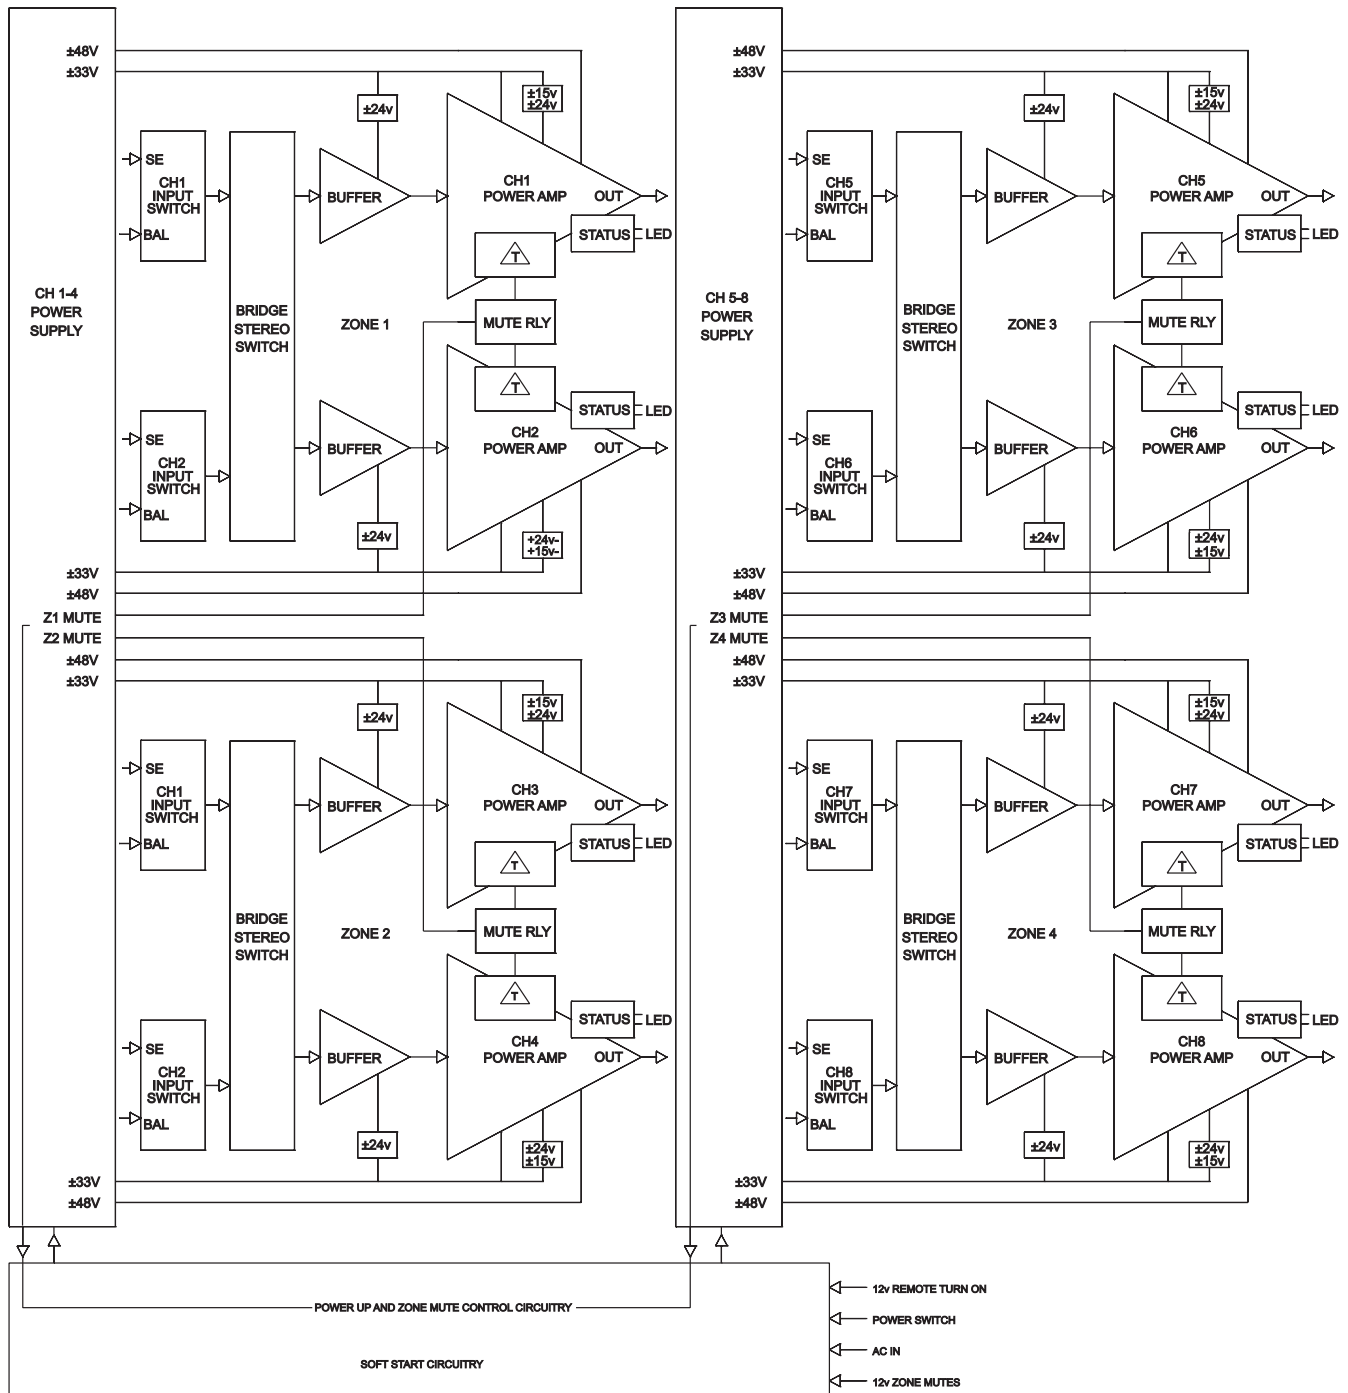 ±48V
±33V
±24v
±15v
±24v
SE
CH1
INPUT
SWITCH
BAL
BUFFER
CH1
POWER AMP
OUT
STATUS
LED
T
CH 1-4
POWER
SUPPLY
BRIDGE
STEREO
SWITCH
ZONE 1
MUTE RLY
T
STATUS
LED
SE
CH2
INPUT
SWITCH
BAL
BUFFER
CH2
POWER AMP
OUT
±24v
+24v-
+15v-
±33V
±48V
Z1 MUTE
Z2 MUTE
±48V
±33V
±24v
±15v
±24v
SE
CH1
INPUT
SWITCH
BAL
BUFFER
CH3
POWER AMP
OUT
STATUS
LED
T
BRIDGE
STEREO
SWITCH
ZONE 2
MUTE RLY
T
STATUS
LED
SE
CH2
INPUT
SWITCH
BAL
BUFFER
CH4
POWER AMP
OUT
±24v
±24v
±15v
±33V
±48V
±48V
±33V
±24v
±15v
±24v
SE
CH5
INPUT
SWITCH
BAL
BUFFER
CH5
POWER AMP
OUT
STATUS
LED
T
CH 5-8
POWER
SUPPLY
BRIDGE
STEREO
SWITCH
ZONE 3
MUTE RLY
T
STATUS
LED
SE
CH6
INPUT
SWITCH
BAL
BUFFER
CH6
POWER AMP
OUT
±24v
±24v
±15v
±33V
±48V
Z3 MUTE
Z4 MUTE
±48V
±33V
±24v
±15v
±24v
SE
CH7
INPUT
SWITCH
BAL
BUFFER
CH7
POWER AMP
OUT
STATUS
LED
T
BRIDGE
STEREO
SWITCH
ZONE 4
MUTE RLY
T
STATUS
LED
SE
CH8
INPUT
SWITCH
BAL
BUFFER
CH8
POWER AMP
OUT
±24v
±24v
±15v
±33V
±48V
POWER UP AND ZONE MUTE CONTROL CIRCUITRY
SOFT START CIRCUITRY
12v REMOTE TURN ON
POWER SWITCH
AC IN
12v ZONE MUTES